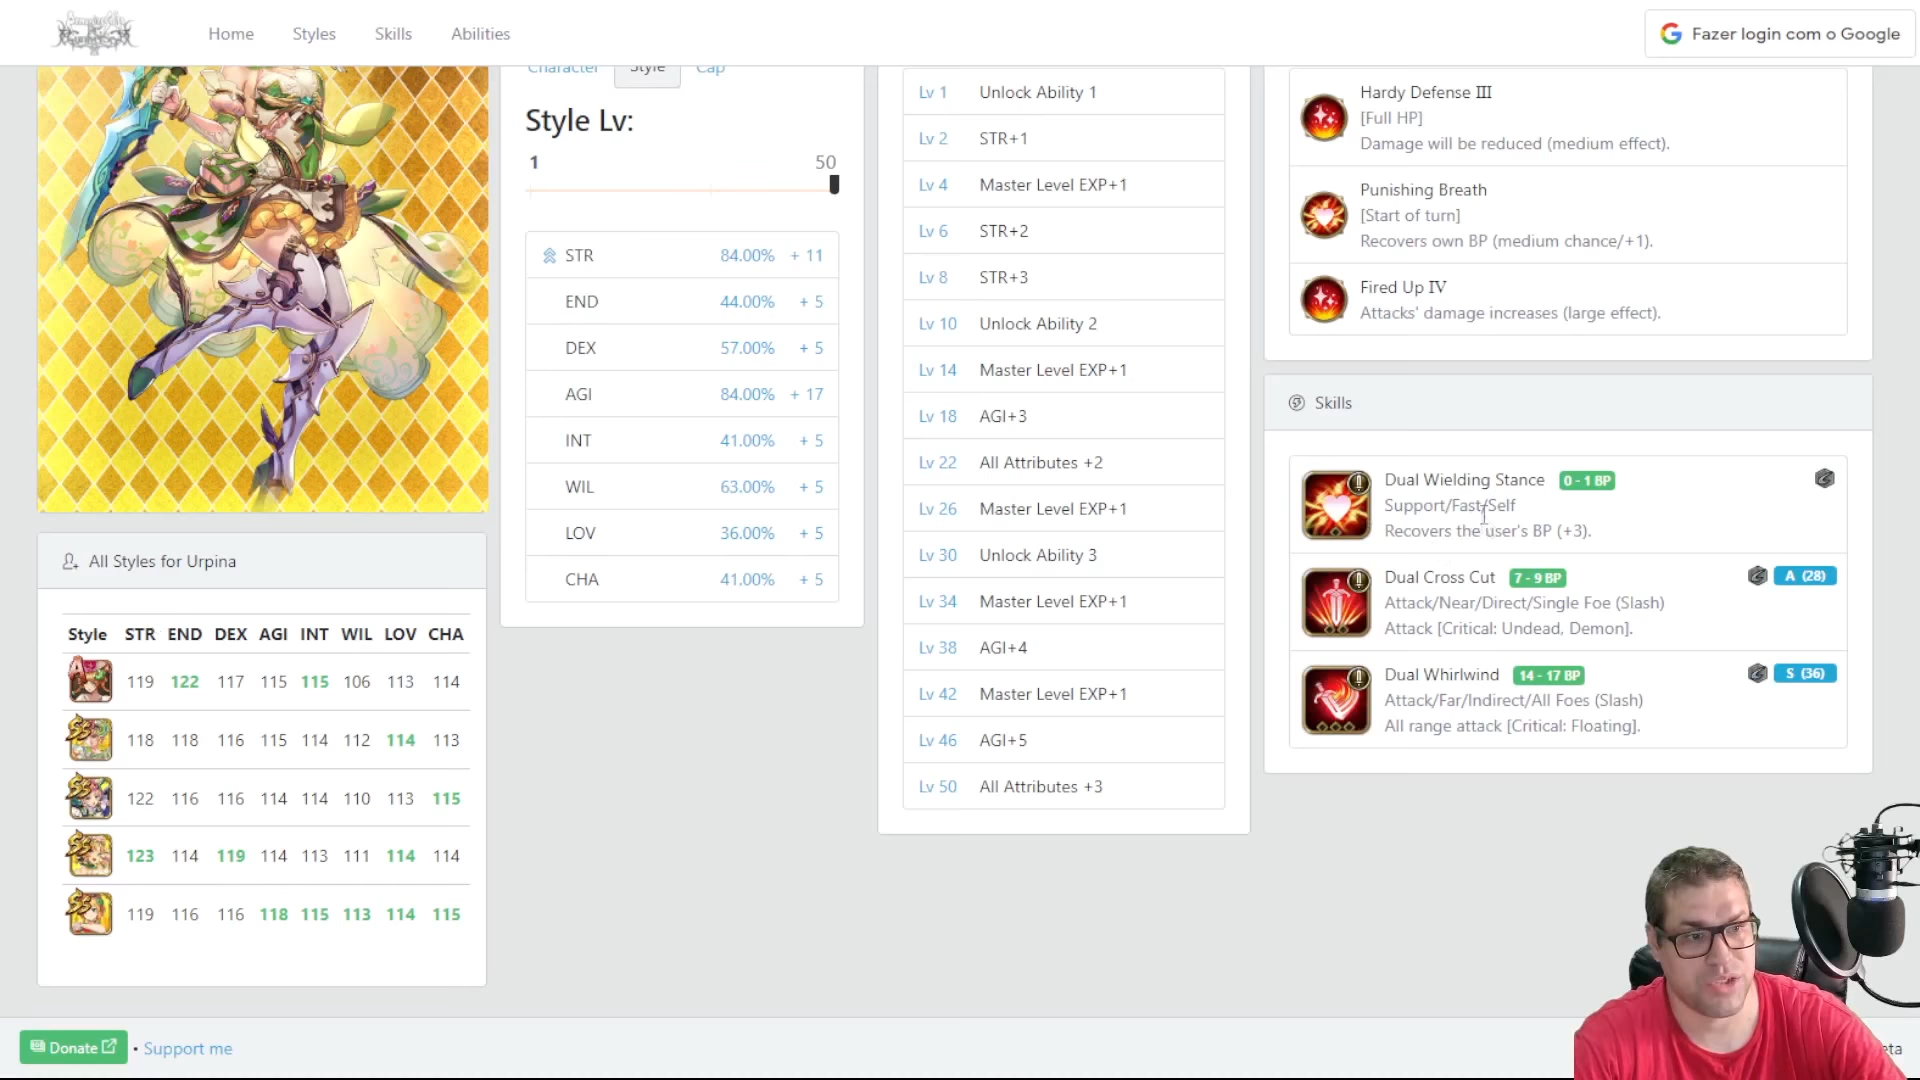 Home
Styles
Skills
Abilities
Fazer login com o Google
Character
Style
Cap
Style Lv:
1
50
STR 84.00% + 11
END 44.00% + 5
DEX 57.00% + 5
AGI 84.00% + 17
INT 41.00% + 5
WIL 63.00% + 5
LOV 36.00% + 5
CHA 41.00% + 5
Lv 1 Unlock Ability 1
Lv 2 STR+1
Lv 4 Master Level EXP+1
Lv 6 STR+2
Lv 8 STR+3
Lv 10 Unlock Ability 2
Lv 14 Master Level EXP+1
Lv 18 AGI+3
Lv 22 All Attributes +2
Lv 26 Master Level EXP+1
Lv 30 Unlock Ability 3
Lv 34 Master Level EXP+1
Lv 38 AGI+4
Lv 42 Master Level EXP+1
Lv 46 AGI+5
Lv 50 All Attributes +3
Hardy Defense III
[Full HP]
Damage will be reduced (medium effect).
Punishing Breath
[Start of turn]
Recovers own BP (medium chance/+1).
Fired Up IV
Attacks' damage increases (large effect).
Skills
Dual Wielding Stance 0 - 1 BP
Support/Fast/Self
Recovers the user's BP (+3).
Dual Cross Cut 7 - 9 BP A (28)
Attack/Near/Direct/Single Foe (Slash)
Attack [Critical: Undead, Demon].
Dual Whirlwind 14 - 17 BP S (36)
Attack/Far/Indirect/All Foes (Slash)
All range attack [Critical: Floating].
All Styles for Urpina
Style STR END DEX AGI INT WIL LOV CHA
A 119 122 117 115 115 106 113 114
SS 118 118 116 115 114 112 114 113
SS 122 116 116 114 114 110 113 115
SS 123 114 119 114 113 111 114 114
SS 119 116 116 118 115 113 114 115
Donate • Support me